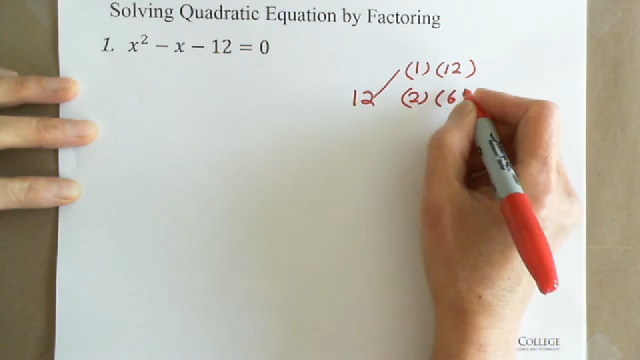 Solving Quadratic Equation by Factoring
1. x² − x − 12 = 0
(1) (12)
12 (2) (6
COLLEGE